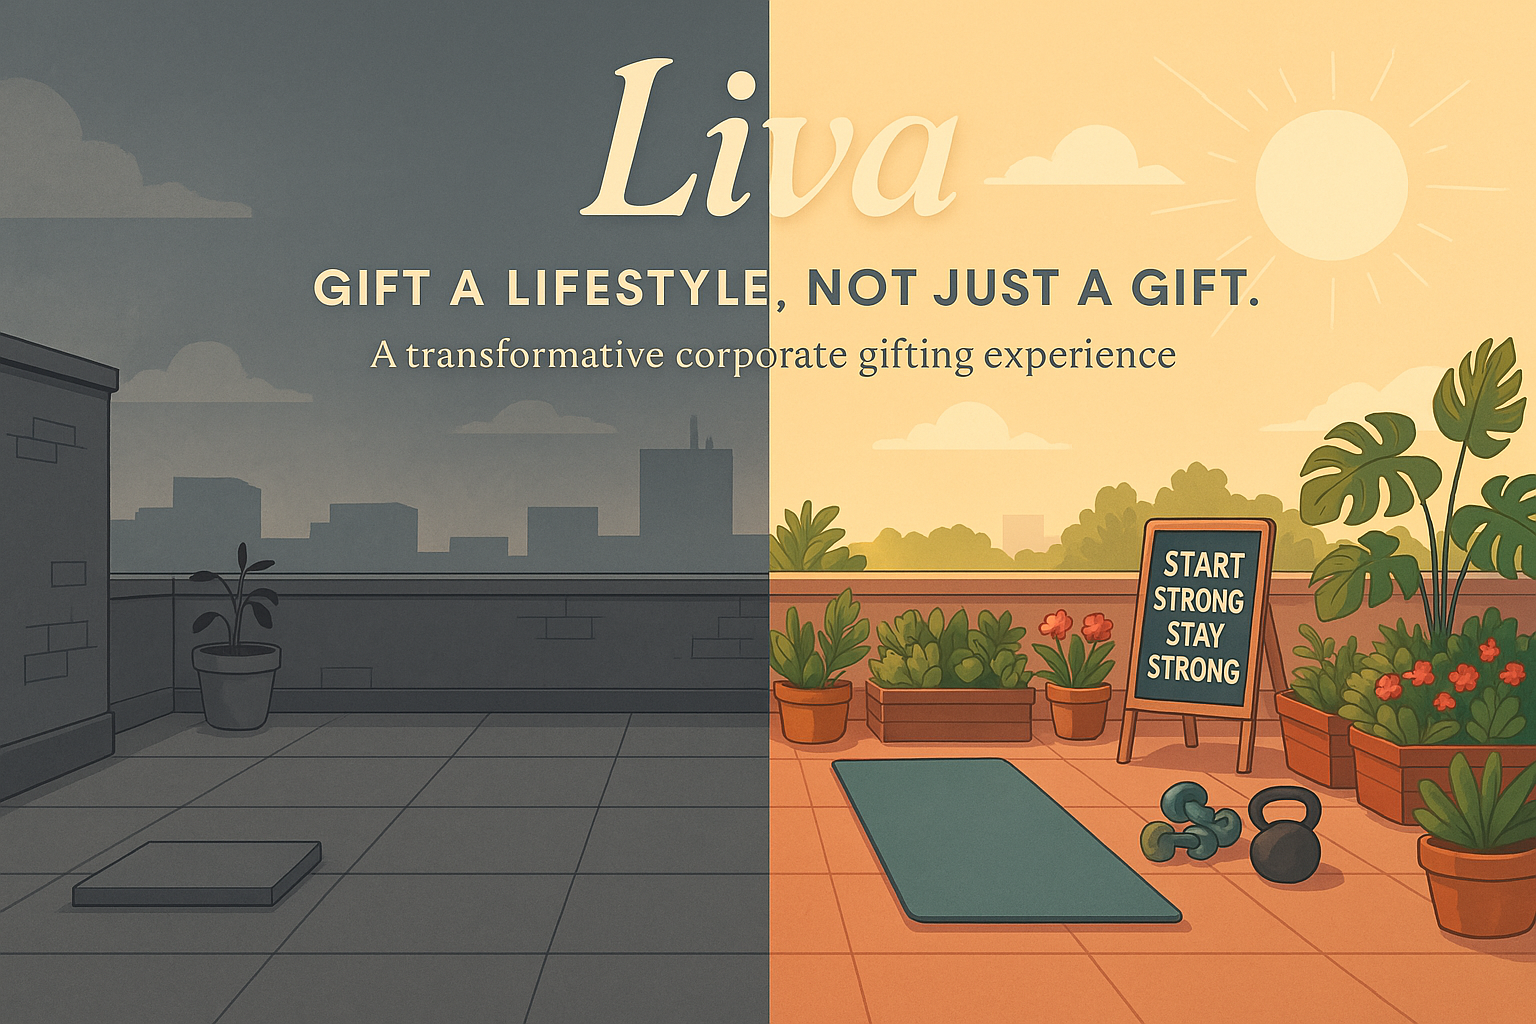 Liva
GIFT A LIFESTYLE, NOT JUST A GIFT.
A transformative corporate gifting experience
START
STRONG
STAY
STRONG